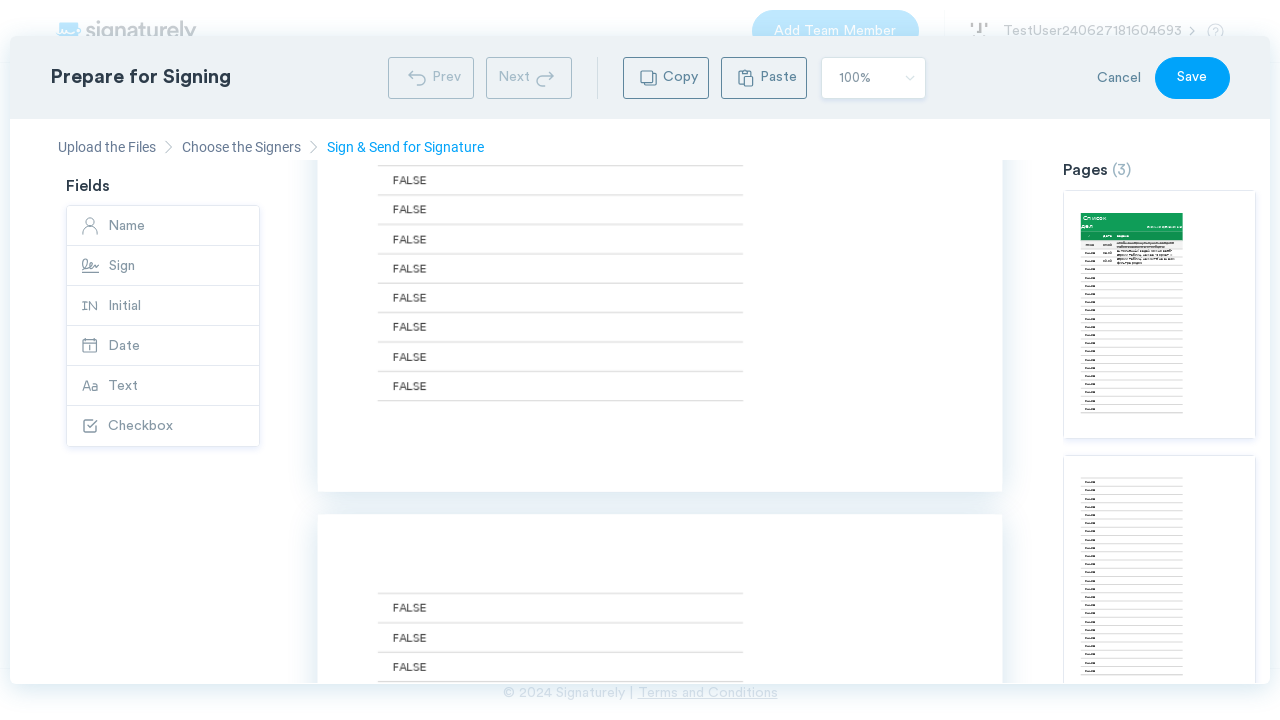 signaturely
Add Team Member
TestUser240627181604693
Prepare for Signing
Prev
Next
Copy
Paste
100%
Cancel
Save
Upload the Files
Choose the Signers
Sign & Send for Signature
Fields
Name
Sign
Initial
Date
Text
Checkbox
FALSE
FALSE
FALSE
FALSE
FALSE
FALSE
FALSE
FALSE
FALSE
FALSE
FALSE
Pages (3)
Список
дел
© 2024 Signaturely | Terms and Conditions